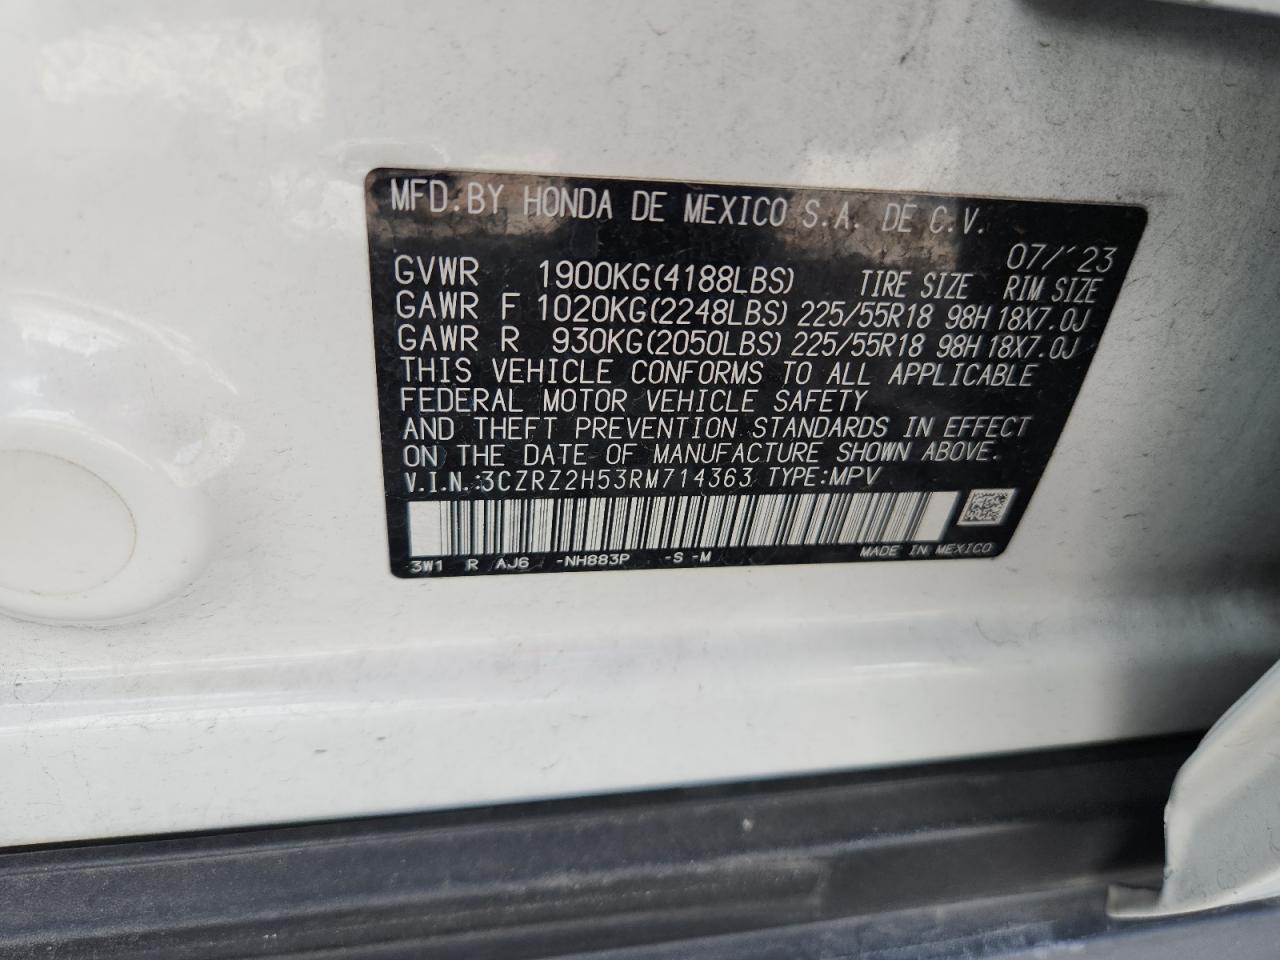 MFD.BY HONDA DE MEXICO S.A. DE C.V.
07/'23
GVWR 1900KG(4188LBS) TIRE SIZE RIM SIZE
GAWR F 1020KG(2248LBS) 225/55R18 98H 18X7.0J
GAWR R 930KG(2050LBS) 225/55R18 98H 18X7.0J
THIS VEHICLE CONFORMS TO ALL APPLICABLE
FEDERAL MOTOR VEHICLE SAFETY
AND THEFT PREVENTION STANDARDS IN EFFECT
ON THE DATE OF MANUFACTURE SHOWN ABOVE.
V.I.N.:3CZRZ2H53RM714363 TYPE:MPV
3W1 R AJ6 -NH883P -S -M MADE IN MEXICO